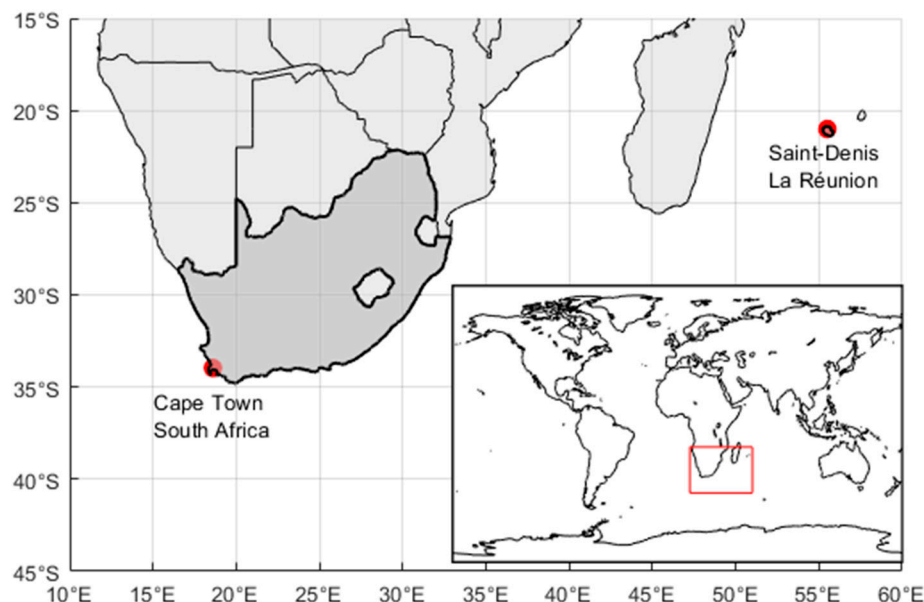 15°S
20°S
25°S
30°S
35°S
40°S
45°S
Saint-Denis
La Réunion
Cape Town
South Africa
10°E 15°E 20°E 25°E 30°E 35°E 40°E 45°E 50°E 55°E 60°E